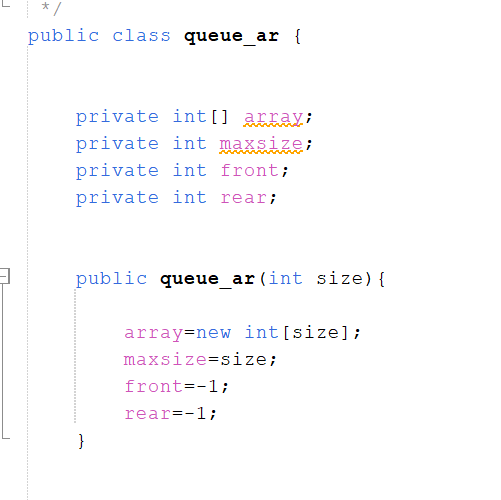 */
public class queue_ar {
private int[] array;
private int maxsize;
private int front;
private int rear;
public queue_ar(int size){
array=new int[size];
maxsize=size;
front=-1;
rear=-1;
}